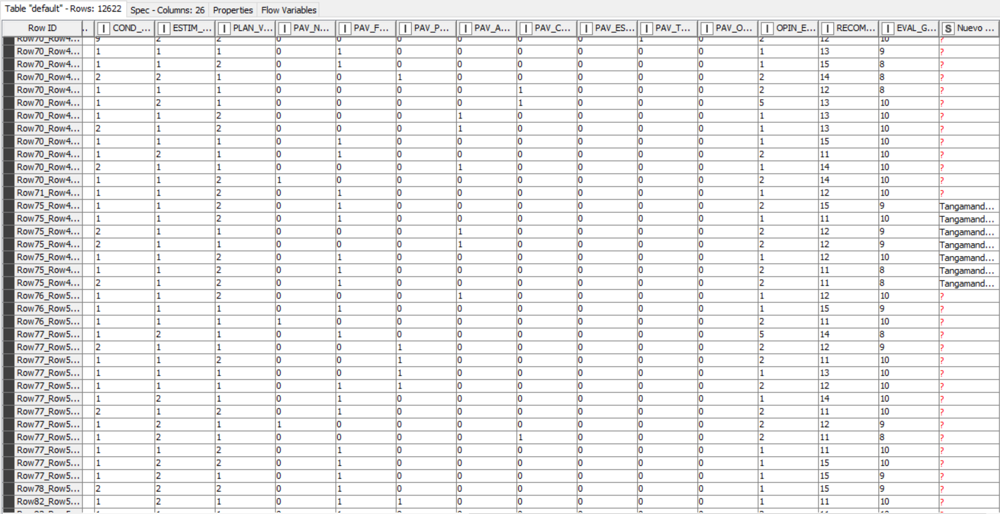 Table "default" - Rows: 12622 Spec - Columns: 26 Properties Flow Variables
Row ID .. I COND_... I ESTIM_... I PLAN_V... I PAV_N... I PAV_F... I PAV_P... I PAV_A... I PAV_C... I PAV_ES... I PAV_T... I PAV_O... I OPIN_E... I RECOM... I EVAL_G... S Nuevo ...
Row70_Row4... 9 2 2 0 0 0 0 0 0 1 0 2 12 10 ?
Row70_Row4... 1 1 1 0 1 0 0 0 0 0 0 1 13 9 ?
Row70_Row4... 1 1 2 0 1 0 0 0 0 0 0 1 15 8 ?
Row70_Row4... 2 2 1 0 0 1 0 0 0 0 0 2 14 8 ?
Row70_Row4... 1 1 1 0 0 0 0 1 0 0 0 2 12 8 ?
Row70_Row4... 1 2 1 0 0 0 0 1 0 0 0 5 13 10 ?
Row70_Row4... 1 1 2 0 0 0 1 0 0 0 0 1 13 10 ?
Row70_Row4... 2 1 2 0 0 0 1 0 0 0 0 1 13 10 ?
Row70_Row4... 1 1 1 0 1 0 0 0 0 0 0 1 15 10 ?
Row70_Row4... 1 2 1 0 1 0 0 0 0 0 0 2 11 10 ?
Row70_Row4... 2 1 1 0 0 0 1 0 0 0 0 1 14 10 ?
Row70_Row4... 1 1 2 1 0 0 0 0 0 0 0 2 14 10 ?
Row71_Row4... 1 1 2 0 1 0 0 0 0 0 0 1 12 10 ?
Row75_Row4... 1 1 2 0 1 0 0 0 0 0 0 2 15 9 Tangamand...
Row75_Row4... 1 1 2 0 1 0 0 0 0 0 0 1 11 10 Tangamand...
Row75_Row4... 2 1 1 0 0 0 1 0 0 0 0 2 12 9 Tangamand...
Row75_Row4... 2 1 1 0 0 0 1 0 0 0 0 2 12 9 Tangamand...
Row75_Row4... 1 1 2 0 1 0 0 0 0 0 0 1 12 10 Tangamand...
Row75_Row4... 1 1 2 0 1 0 0 0 0 0 0 2 11 8 Tangamand...
Row75_Row4... 2 1 2 0 1 0 0 0 0 0 0 2 11 8 Tangamand...
Row76_Row5... 1 1 2 0 0 0 1 0 0 0 0 1 12 10 ?
Row76_Row5... 1 1 1 0 1 0 0 0 0 0 0 1 15 9 ?
Row76_Row5... 1 1 1 1 0 0 0 0 0 0 0 2 11 10 ?
Row77_Row5... 1 2 1 0 1 0 0 0 0 0 0 5 14 8 ?
Row77_Row5... 2 1 1 0 0 1 0 0 0 0 0 2 12 9 ?
Row77_Row5... 1 1 2 0 0 1 0 0 0 0 0 2 11 10 ?
Row77_Row5... 1 1 1 0 0 1 0 0 0 0 0 1 13 10 ?
Row77_Row5... 1 1 1 0 1 1 0 0 0 0 0 2 12 10 ?
Row77_Row5... 1 2 1 0 1 0 0 0 0 0 0 1 14 10 ?
Row77_Row5... 2 1 2 0 1 0 0 0 0 0 0 2 11 10 ?
Row77_Row5... 1 2 1 1 0 0 0 0 0 0 0 2 12 9 ?
Row77_Row5... 1 2 1 0 0 0 0 1 0 0 0 2 11 8 ?
Row77_Row5... 1 1 2 0 1 0 0 0 0 0 0 1 11 10 ?
Row77_Row5... 1 2 2 0 1 0 0 0 0 0 0 1 15 10 ?
Row77_Row5... 1 2 1 0 1 0 0 0 0 0 0 1 15 9 ?
Row78_Row5... 2 2 2 0 1 0 0 0 0 0 0 1 15 9 ?
Row82_Row5... 1 2 1 0 1 1 0 0 0 0 0 1 11 10 ?